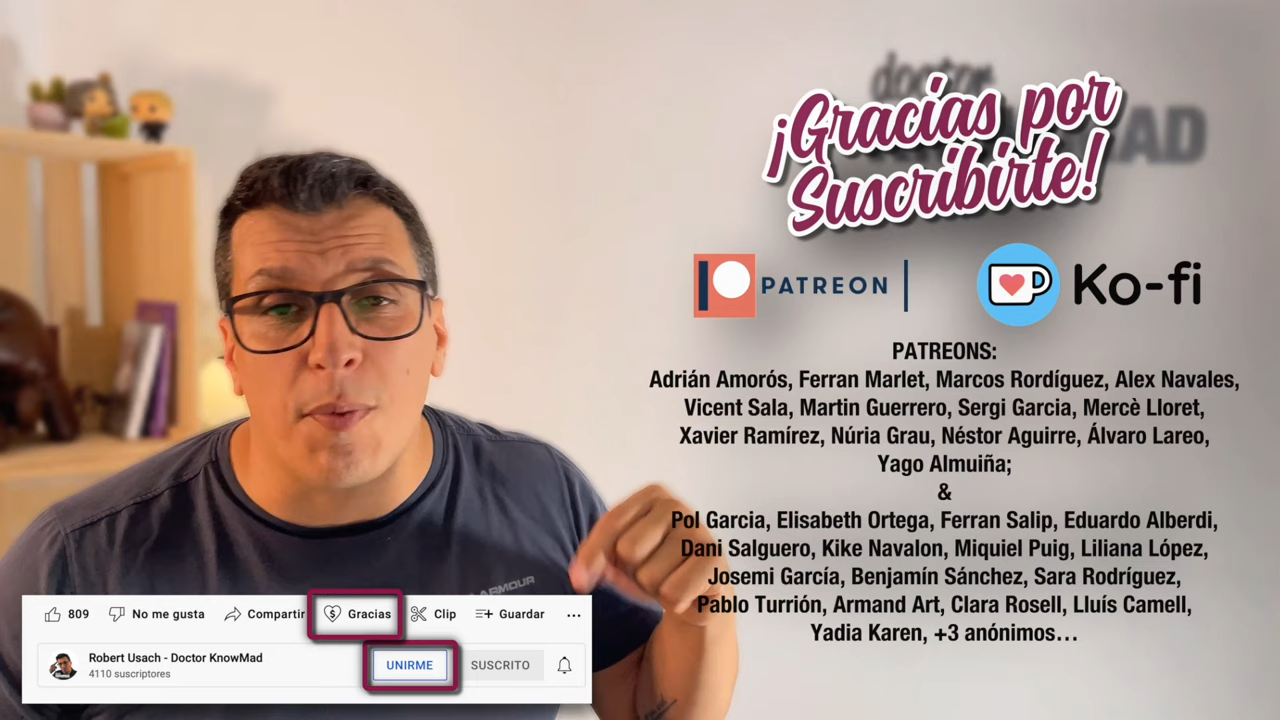 doctor
MAD
¡Gracias por
Suscribirte!
PATREON
Ko-fi
PATREONS:
Adrián Amorós, Ferran Marlet, Marcos Rordíguez, Alex Navales,
Vicent Sala, Martin Guerrero, Sergi Garcia, Mercè Lloret,
Xavier Ramírez, Núria Grau, Néstor Aguirre, Álvaro Lareo,
Yago Almuiña;
&
Pol Garcia, Elisabeth Ortega, Ferran Salip, Eduardo Alberdi,
Dani Salguero, Kike Navalon, Miquiel Puig, Liliana López,
Josemi García, Benjamín Sánchez, Sara Rodríguez,
Pablo Turrión, Armand Art, Clara Rosell, Lluís Camell,
Yadia Karen, +3 anónimos…
ARMOUR
809 No me gusta Compartir Gracias Clip Guardar ...
Robert Usach - Doctor KnowMad
4110 suscriptores
UNIRME
SUSCRITO